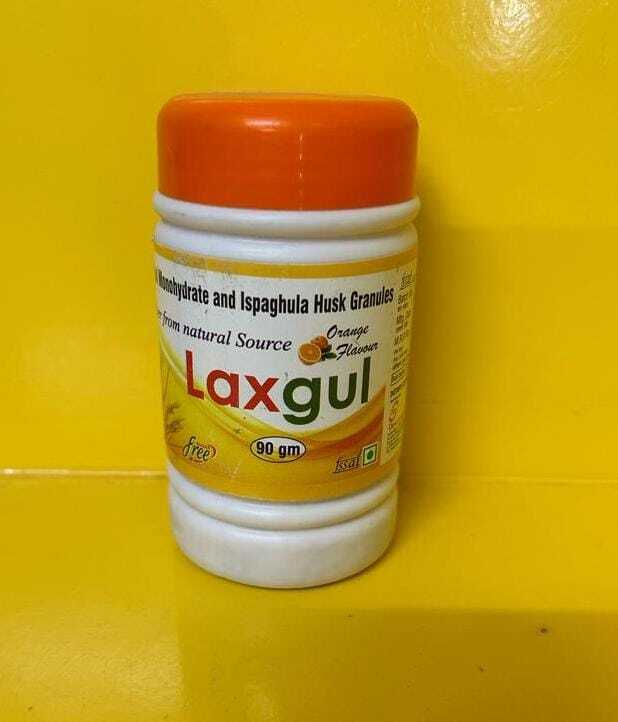 Monohydrate and Ispaghula Husk Granules
from natural Source
Orange
Flavour
Laxgul
free
90 gm
fssai